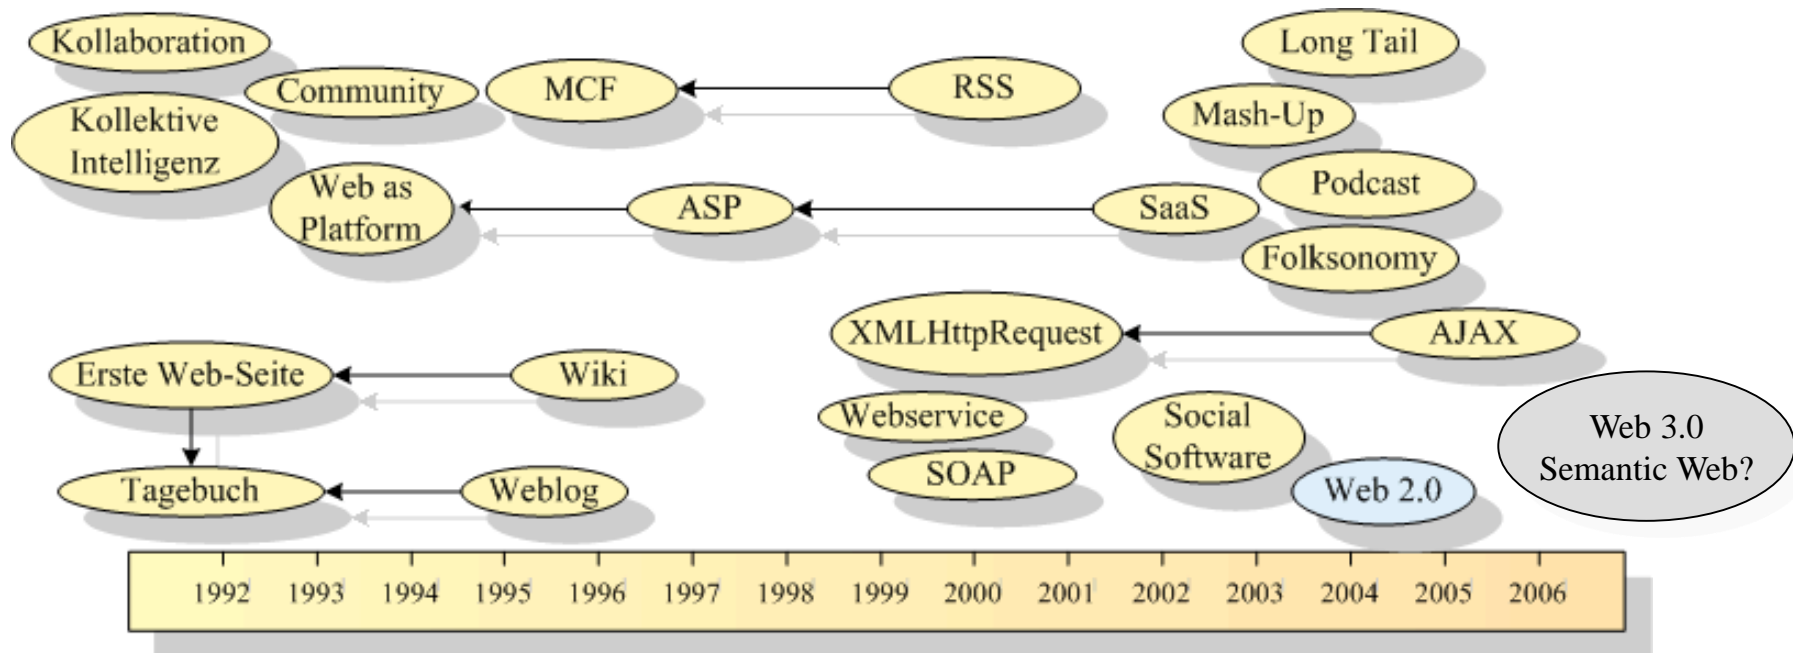 Kollaboration
Long Tail
Community
MCF
RSS
Mash-Up
Kollektive
Intelligenz
Web as
Platform
ASP
SaaS
Podcast
Folksonomy
XMLHttpRequest
AJAX
Erste Web-Seite
Wiki
Webservice
Social
Software
Web 3.0
Semantic Web?
SOAP
Tagebuch
Weblog
Web 2.0
1992 1993 1994 1995 1996 1997 1998 1999 2000 2001 2002 2003 2004 2005 2006